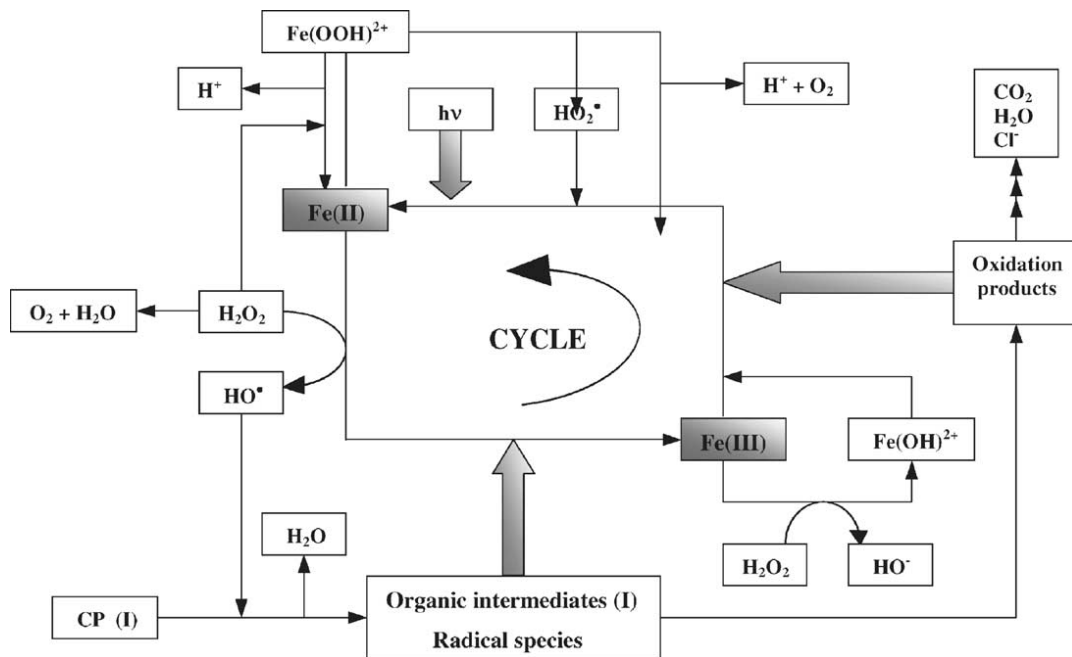 Fe(OOH)²⁺
H⁺
hν
HO₂•
H⁺ + O₂
CO₂
H₂O
Cl⁻
Fe(II)
Oxidation
products
O₂ + H₂O
H₂O₂
CYCLE
HO•
Fe(III)
Fe(OH)²⁺
H₂O
H₂O₂
HO⁻
CP (I)
Organic intermediates (I)
Radical species